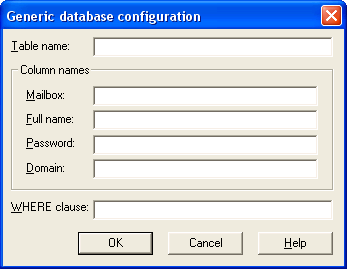 Generic database configuration
Table name:
Column names
Mailbox:
Full name:
Password:
Domain:
WHERE clause:
OK Cancel Help